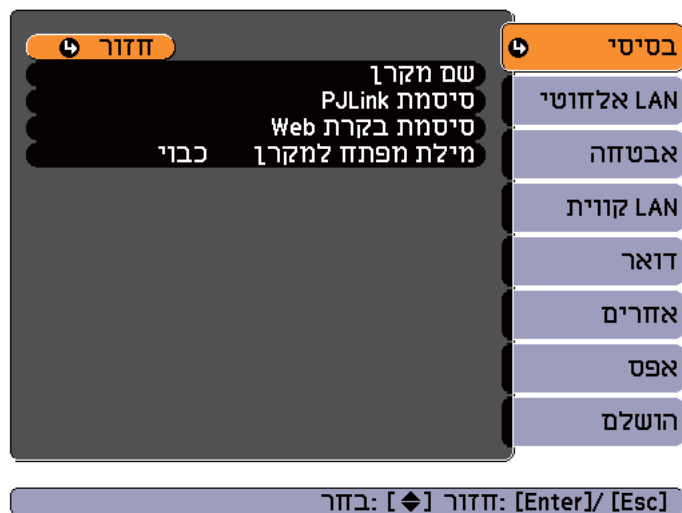 בסיסי
LAN אלחוטי
אבטחה
LAN קווית
דואר
אחרים
אפס
הושלם
חזור
שם מקרן
סיסמת PJLink
סיסמת בקרת Web
מילת מפתח למקרן כבוי
[Esc] /[Enter] :חזור [◆] :בחר